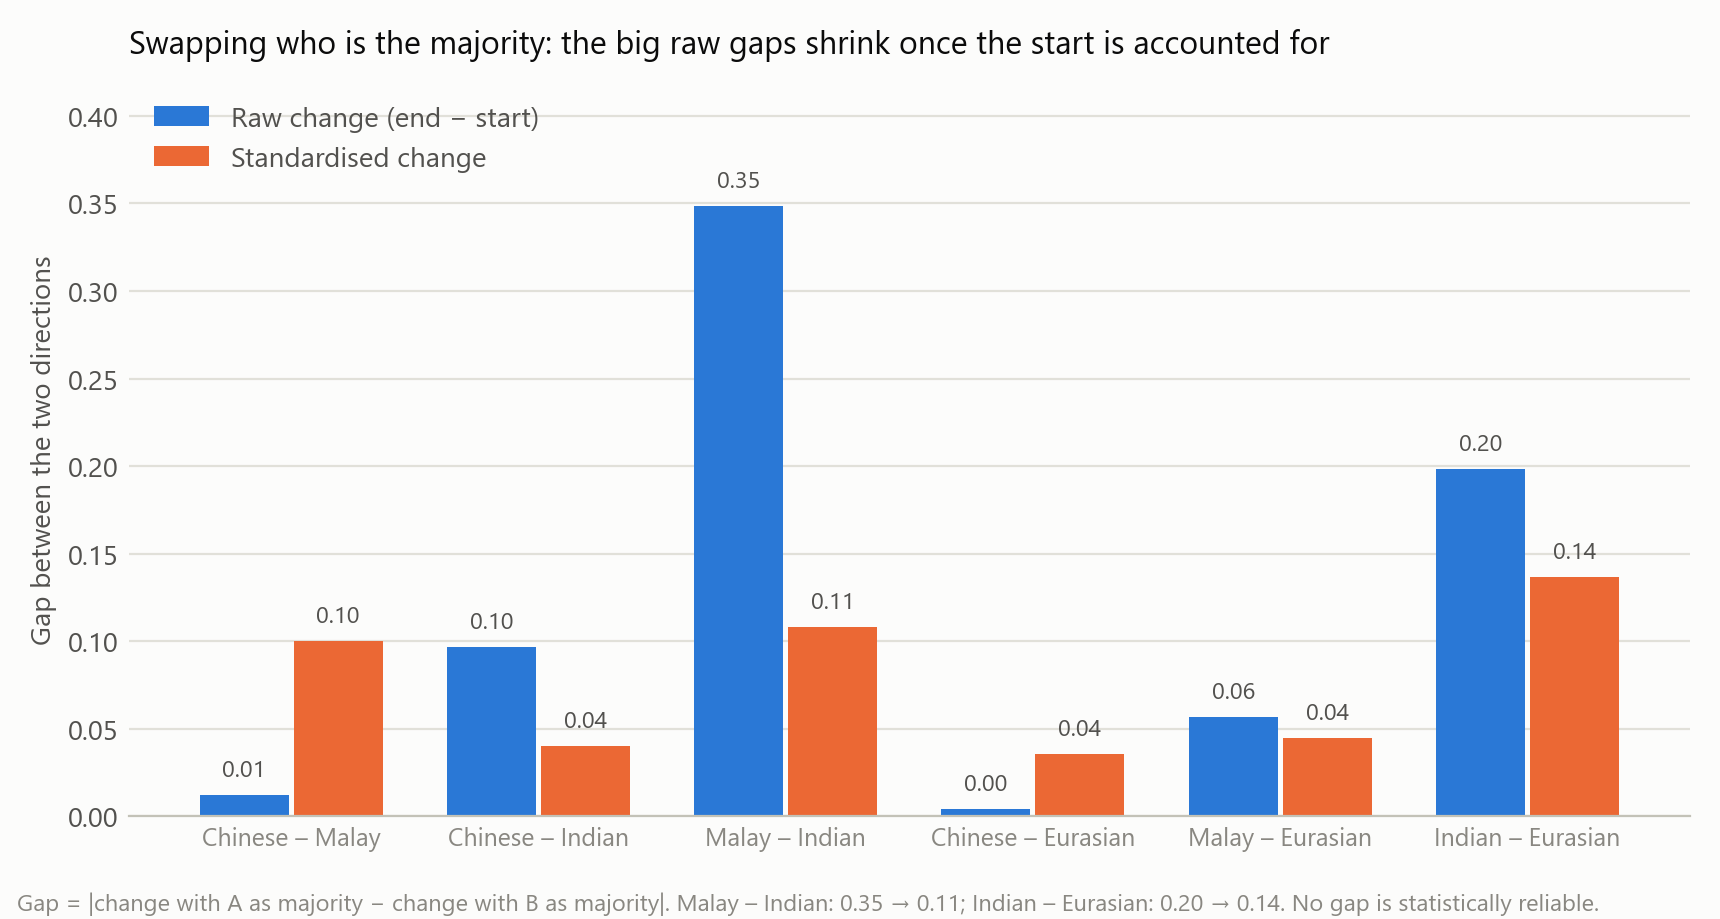 Swapping who is the majority: the big raw gaps shrink once the start is accounted for
Raw change (end − start)
Standardised change
Gap between the two directions
0.40
0.35
0.30
0.25
0.20
0.15
0.10
0.05
0.00
0.01
0.10
0.10
0.04
0.35
0.11
0.00
0.04
0.06
0.04
0.20
0.14
Chinese – Malay
Chinese – Indian
Malay – Indian
Chinese – Eurasian
Malay – Eurasian
Indian – Eurasian
Gap = |change with A as majority − change with B as majority|. Malay – Indian: 0.35 → 0.11; Indian – Eurasian: 0.20 → 0.14. No gap is statistically reliable.